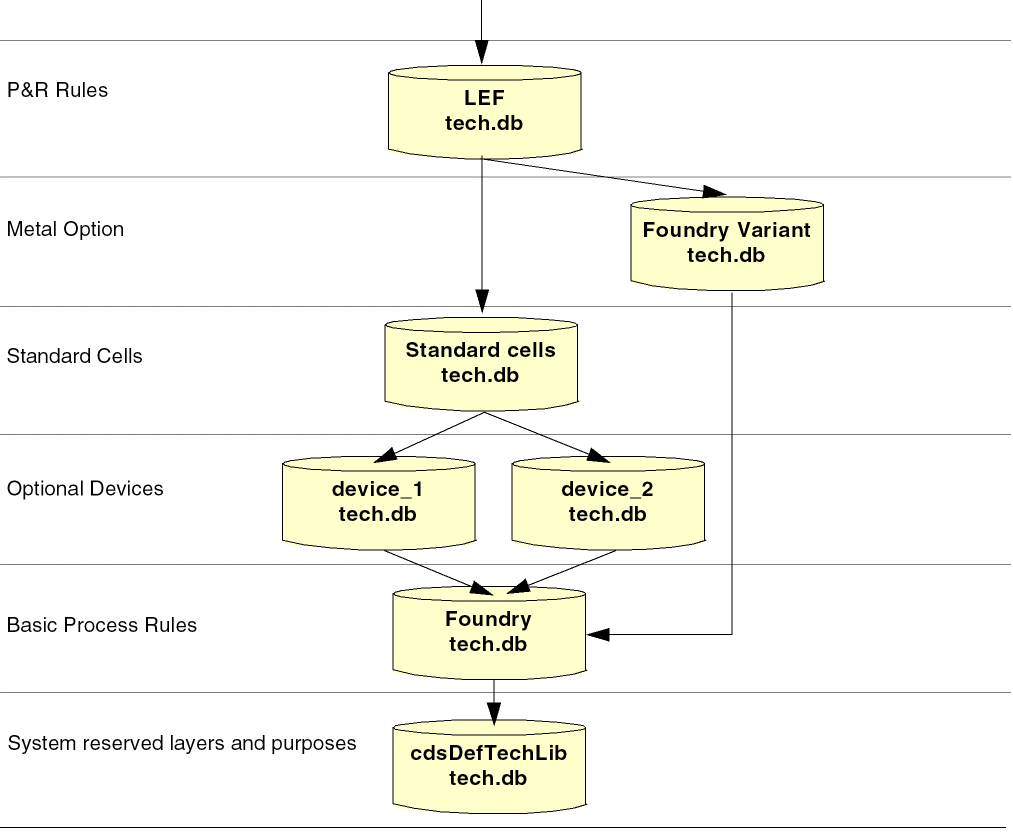 P&R Rules
LEF
tech.db
Metal Option
Foundry Variant
tech.db
Standard Cells
Standard cells
tech.db
Optional Devices
device_1
tech.db
device_2
tech.db
Basic Process Rules
Foundry
tech.db
System reserved layers and purposes
cdsDefTechLib
tech.db